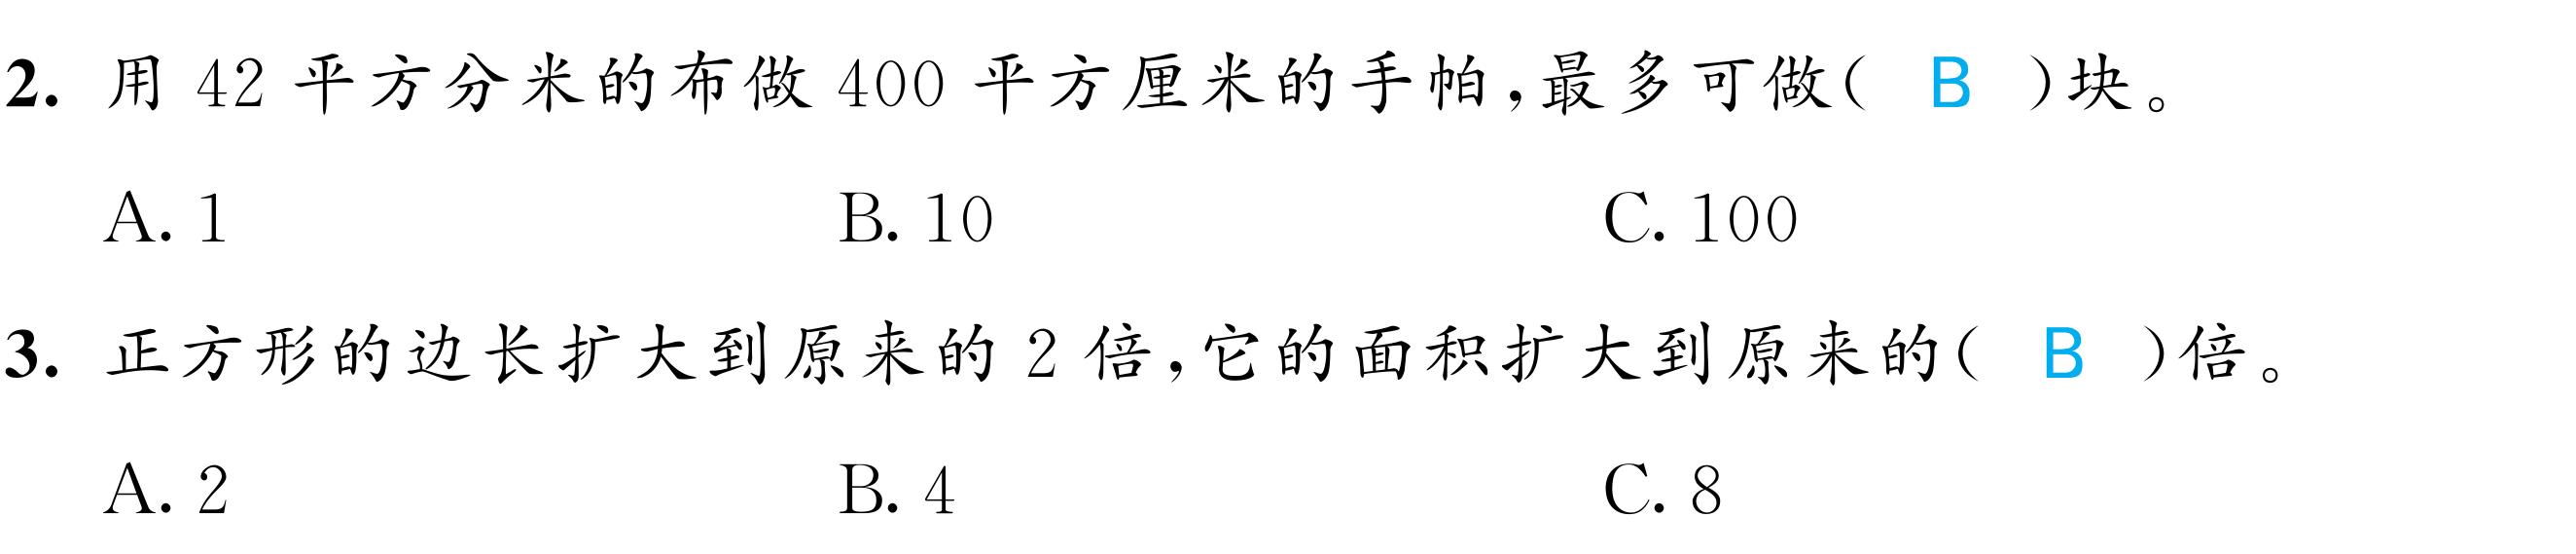 2. 用 42 平方分米的布做 400 平方厘米的手帕,最多可做( B )块。
A. 1 B. 10 C. 100
3. 正方形的边长扩大到原来的 2 倍,它的面积扩大到原来的( B )倍。
A. 2 B. 4 C. 8